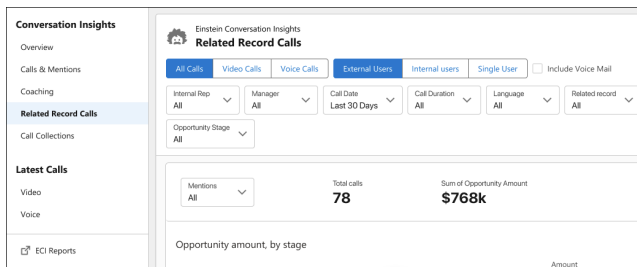 Conversation Insights
Overview
Calls & Mentions
Coaching
Related Record Calls
Call Collections
Latest Calls
Video
Voice
ECI Reports
Einstein Conversation Insights
Related Record Calls
All Calls Video Calls Voice Calls External Users Internal users Single User Include Voice Mail
Internal Rep Manager Call Date Call Duration Language Related record
All All Last 30 Days All All All
Opportunity Stage
All
Mentions Total calls Sum of Opportunity Amount
All 78 $768k
Opportunity amount, by stage
Amount